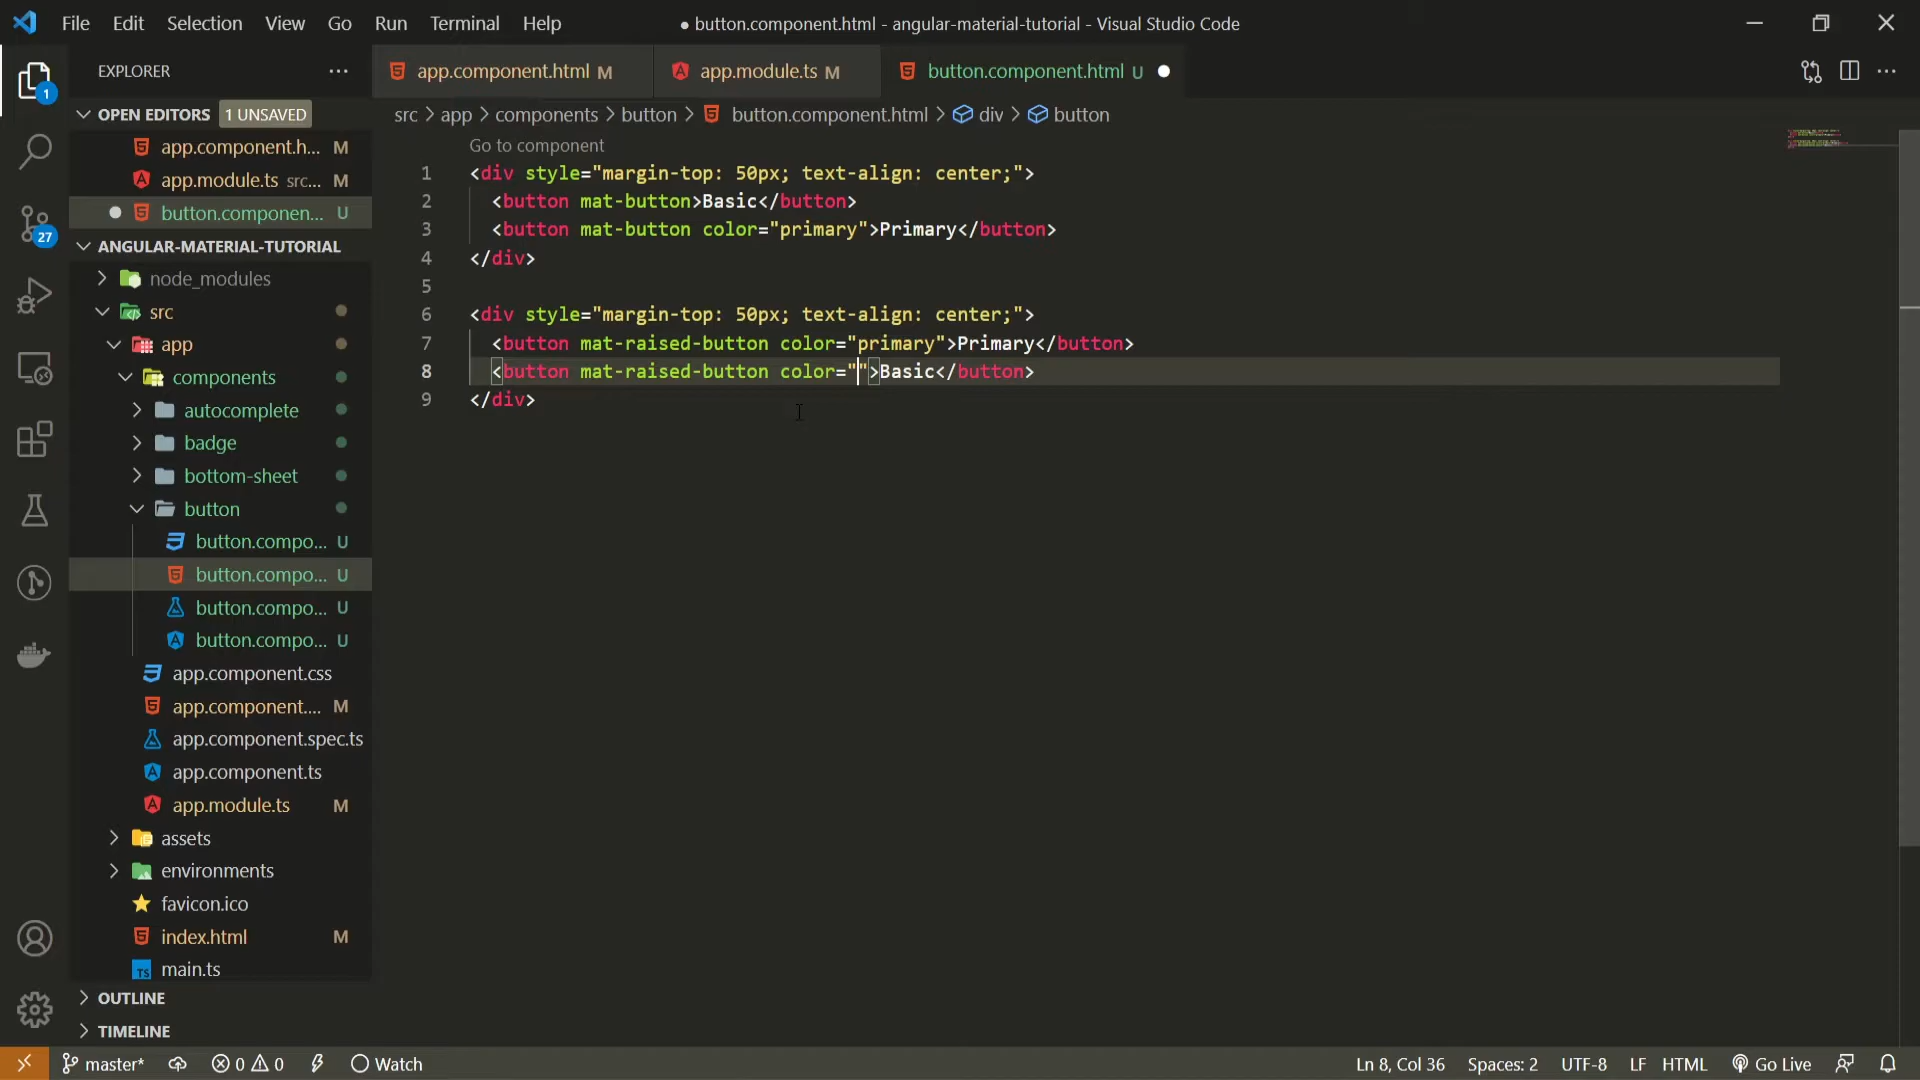 File Edit Selection View Go Run Terminal Help ● button.component.html - angular-material-tutorial - Visual Studio Code
EXPLORER
app.component.html M app.module.ts M button.component.html U
OPEN EDITORS 1 UNSAVED
src > app > components > button > button.component.html > div > button
app.component.h... M
app.module.ts src... M
button.componen... U
ANGULAR-MATERIAL-TUTORIAL
node_modules
src
app
components
autocomplete
badge
bottom-sheet
button
button.compo... U
button.compo... U
button.compo... U
button.compo... U
app.component.css
app.component.... M
app.component.spec.ts
app.component.ts
app.module.ts M
assets
environments
favicon.ico
index.html M
TS main.ts
OUTLINE
TIMELINE
1
27
Go to component
1 <div style="margin-top: 50px; text-align: center;">
2 <button mat-button>Basic</button>
3 <button mat-button color="primary">Primary</button>
4 </div>
5
6 <div style="margin-top: 50px; text-align: center;">
7 <button mat-raised-button color="primary">Primary</button>
8 <button mat-raised-button color="">Basic</button>
9 </div>
master* 0 0 Watch Ln 8, Col 36 Spaces: 2 UTF-8 LF HTML Go Live